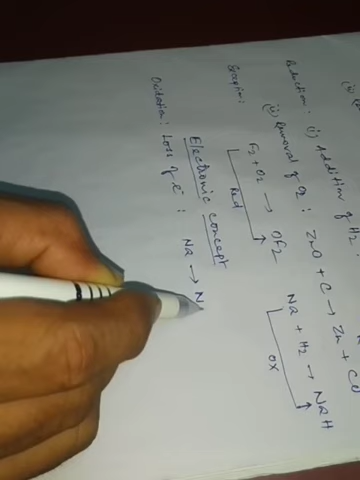 Reduction: (i) Addition of H2:
(ii) Removal of O2 : ZnO + C → Zn + CO
Exception: F2 + O2 → OF2 Na + H2 → NaH
Red OX
Electronic concept
Oxidation: Loss of e⁻ : Na → N